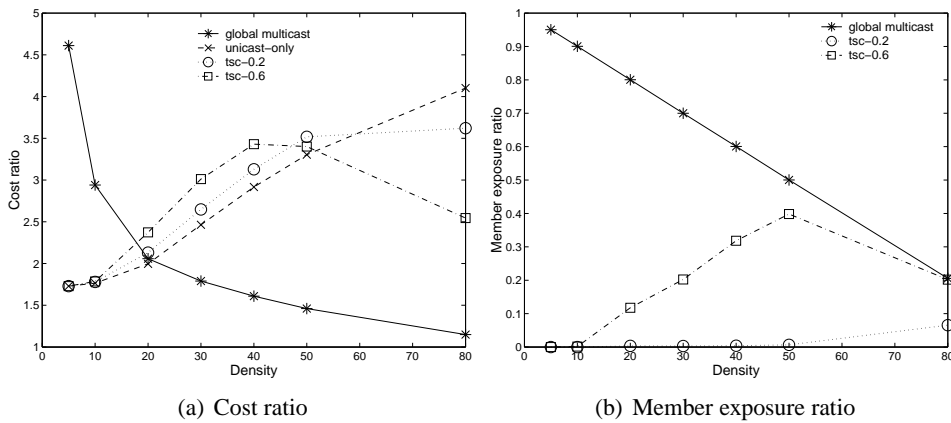 5
4.5
4
3.5
3
2.5
2
1.5
1
Cost ratio
0 10 20 30 40 50 60 70 80
Density
global multicast
unicast−only
tsc−0.2
tsc−0.6
(a) Cost ratio
1
0.9
0.8
0.7
0.6
0.5
0.4
0.3
0.2
0.1
0
Member exposure ratio
0 10 20 30 40 50 60 70 80
Density
global multicast
tsc−0.2
tsc−0.6
(b) Member exposure ratio